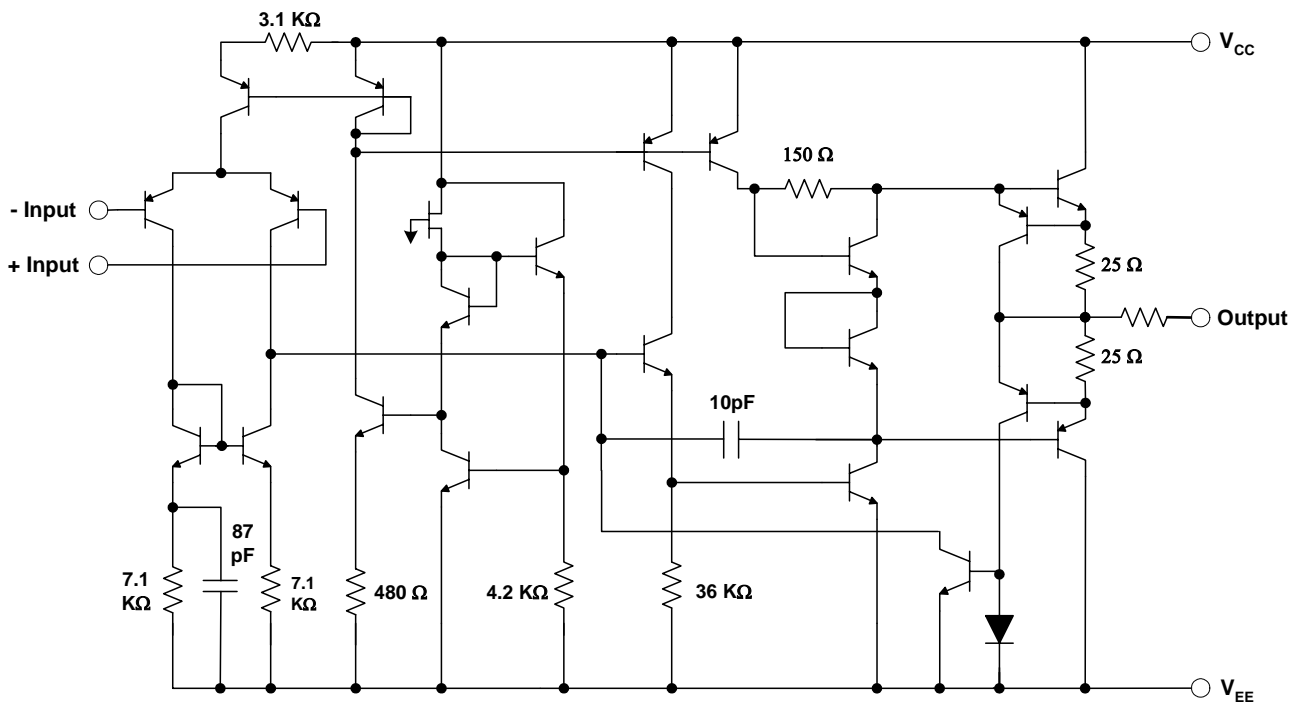 3.1 KΩ
V_CC
150 Ω
- Input
+ Input
25 Ω
Output
25 Ω
10pF
87
pF
7.1
KΩ
7.1
KΩ
480 Ω
4.2 KΩ
36 KΩ
V_EE